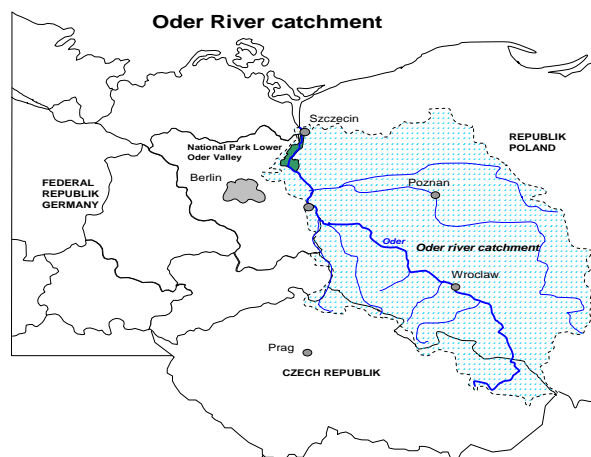 Oder River catchment
Szczecin
REPUBLIK
POLAND
National Park Lower
Oder Valley
Berlin
FEDERAL
REPUBLIK
GERMANY
Poznan
Oder
Oder river catchment
Wroclaw
Prag
CZECH REPUBLIK